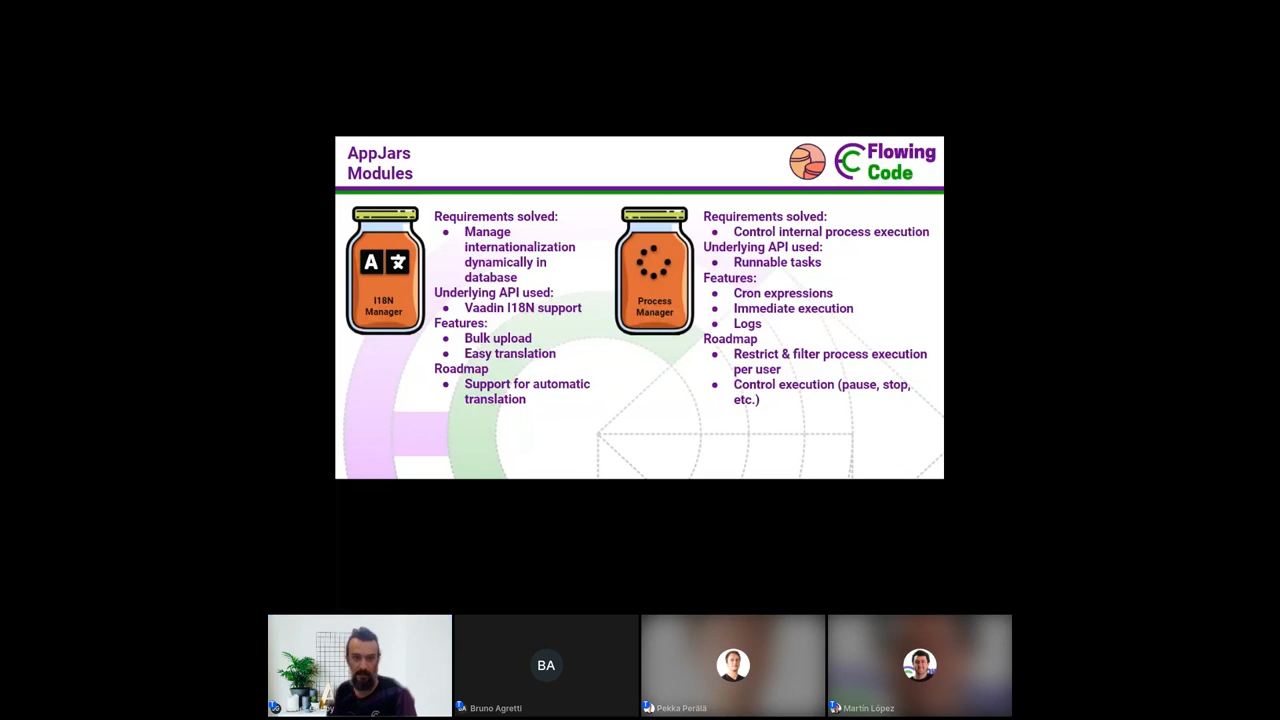 AppJars
Modules
Flowing
Code
A
I18N
Manager
Requirements solved:
● Manage
internationalization
dynamically in
database
Underlying API used:
● Vaadin I18N support
Features:
● Bulk upload
● Easy translation
Roadmap
● Support for automatic
translation
Process
Manager
Requirements solved:
● Control internal process execution
Underlying API used:
● Runnable tasks
Features:
● Cron expressions
● Immediate execution
● Logs
Roadmap
● Restrict & filter process execution
per user
● Control execution (pause, stop,
etc.)
BA
Bruno Agretti
Pekka Perälä
Martín López